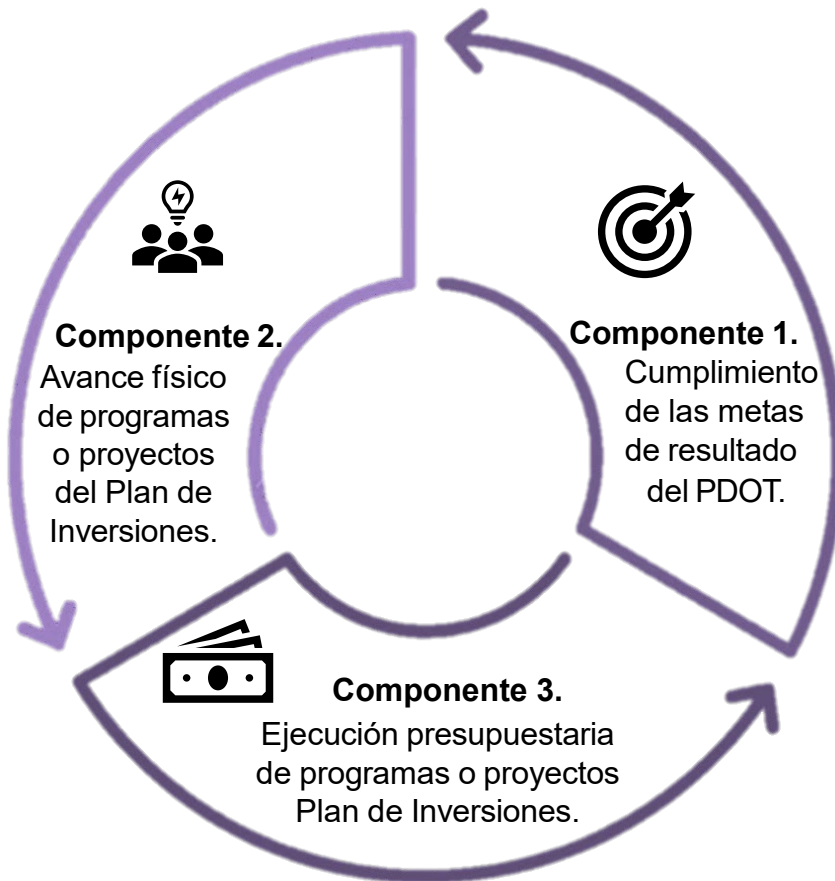 Componente 1.
Cumplimiento
de las metas
de resultado
del PDOT.
Componente 2.
Avance físico
de programas
o proyectos
del Plan de
Inversiones.
Componente 3.
Ejecución presupuestaria
de programas o proyectos
Plan de Inversiones.